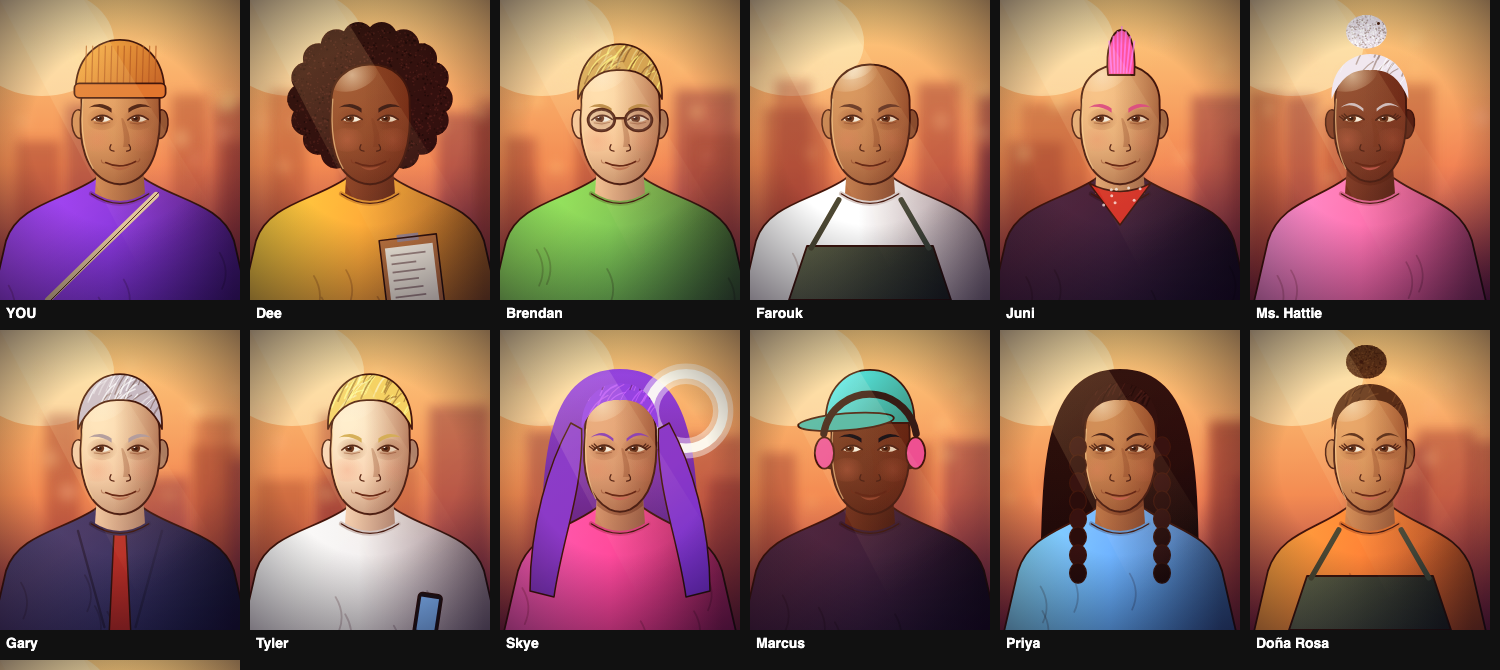 YOU
Dee
Brendan
Farouk
Juni
Ms. Hattie
Gary
Tyler
Skye
Marcus
Priya
Doña Rosa